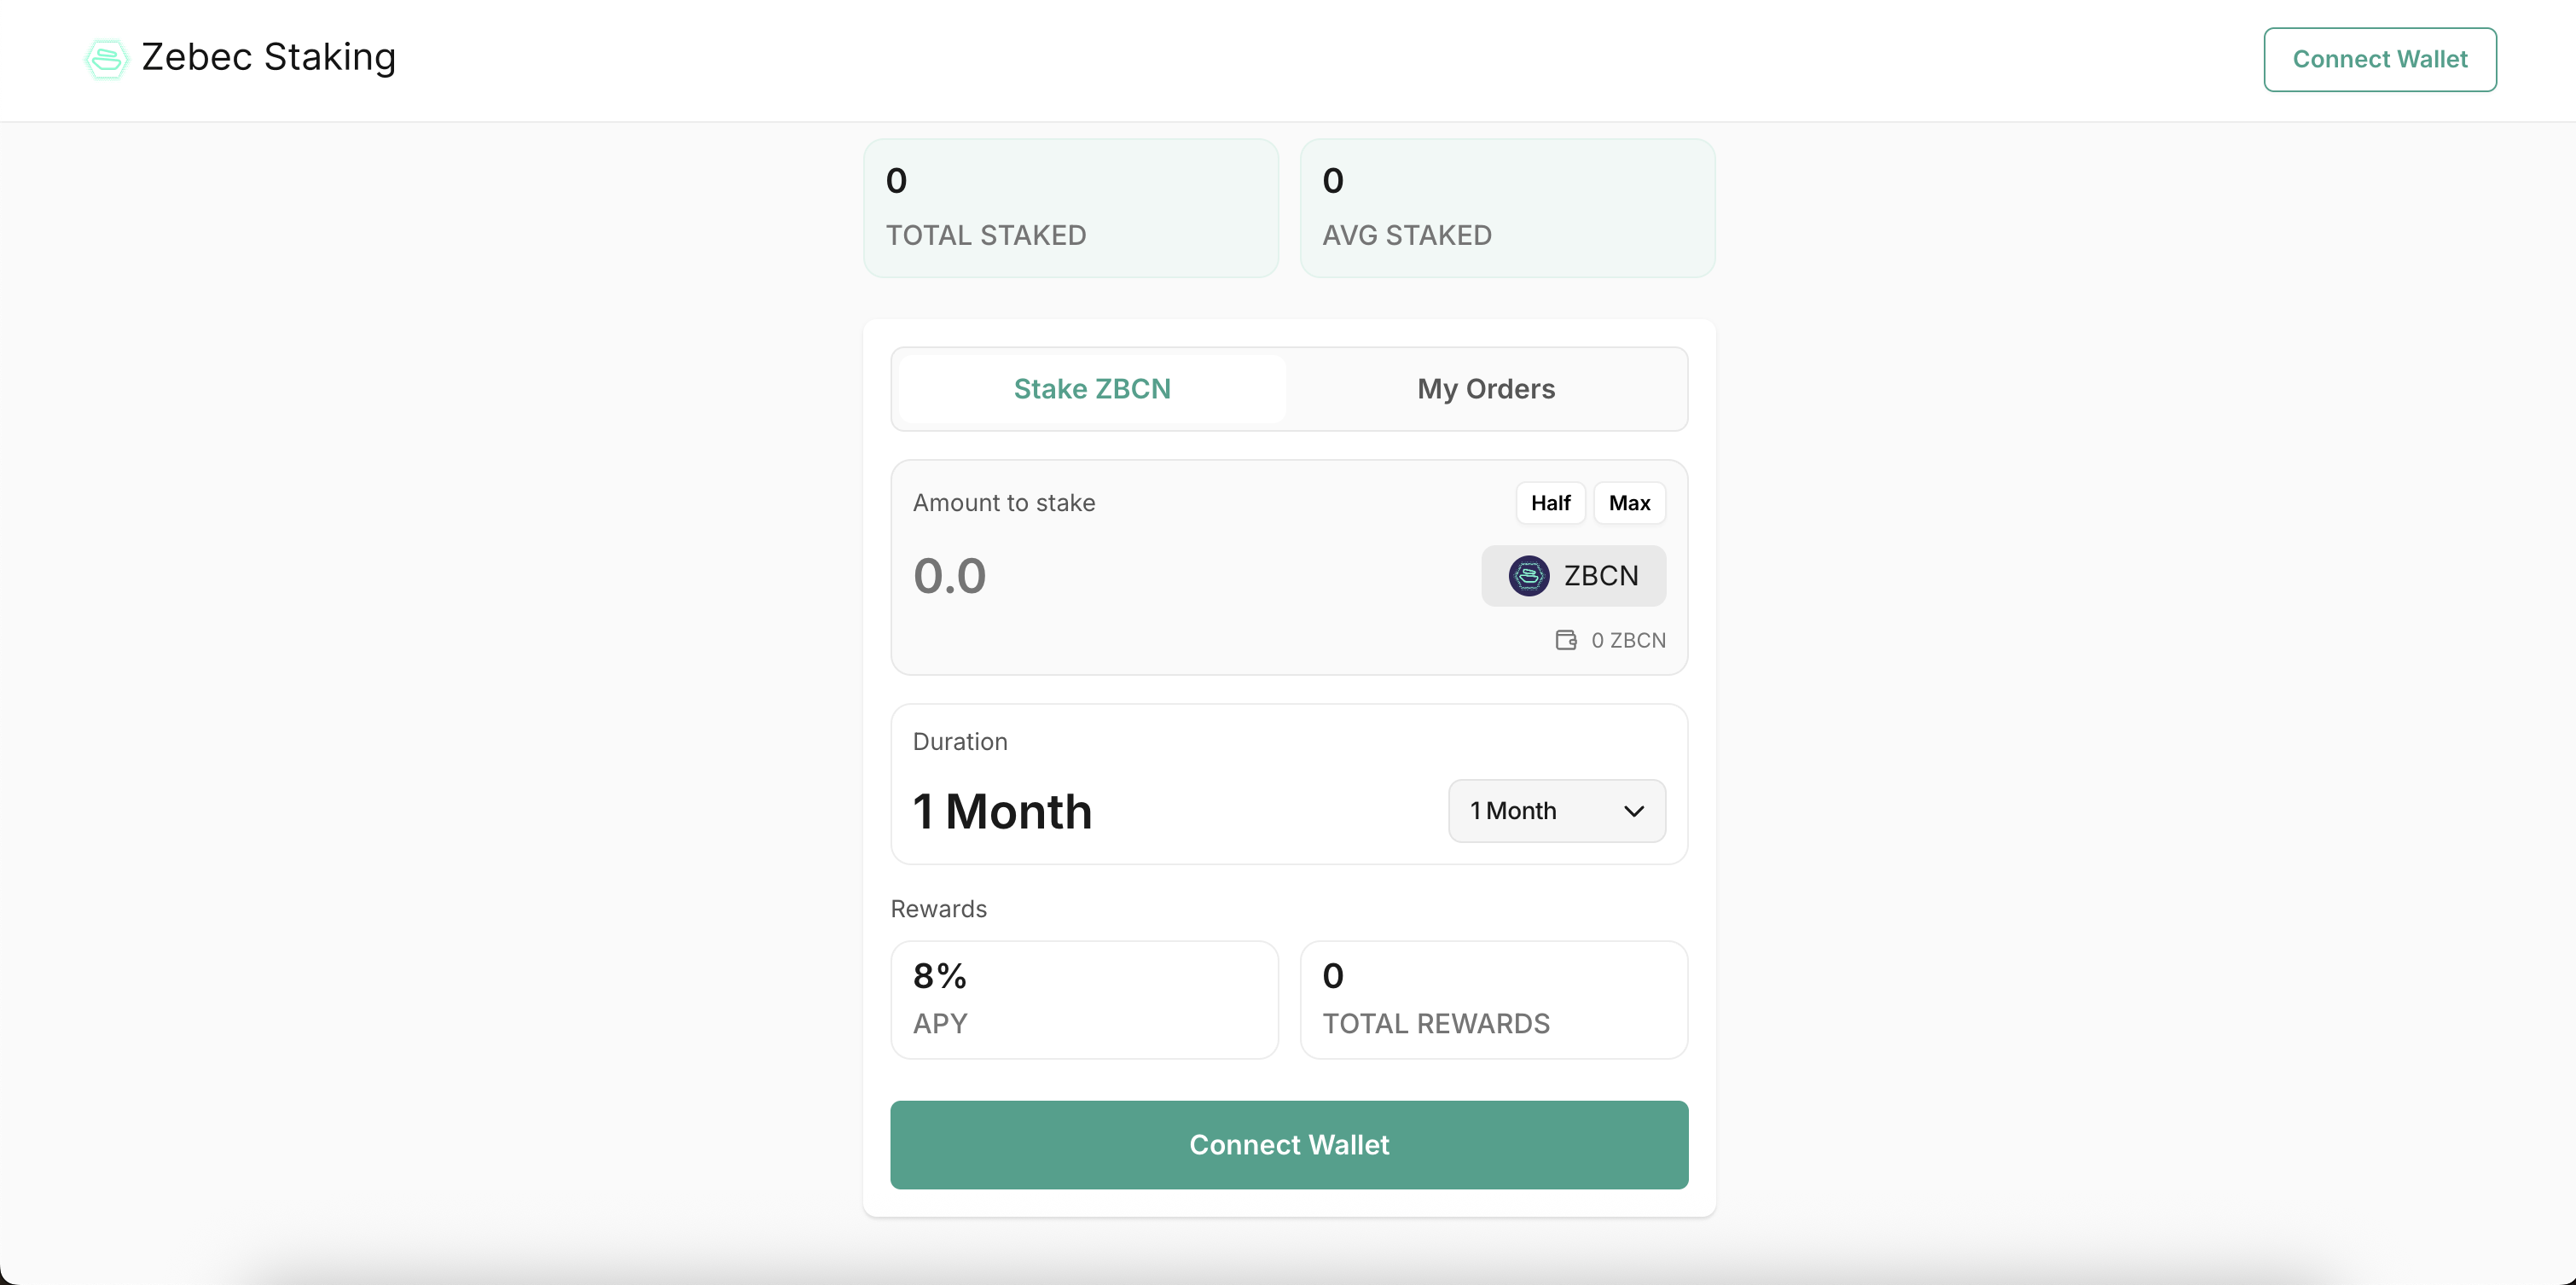 Zebec Staking
Connect Wallet
0
TOTAL STAKED
0
AVG STAKED
Stake ZBCN
My Orders
Amount to stake
Half
Max
0.0
ZBCN
0 ZBCN
Duration
1 Month
1 Month
Rewards
8%
APY
0
TOTAL REWARDS
Connect Wallet